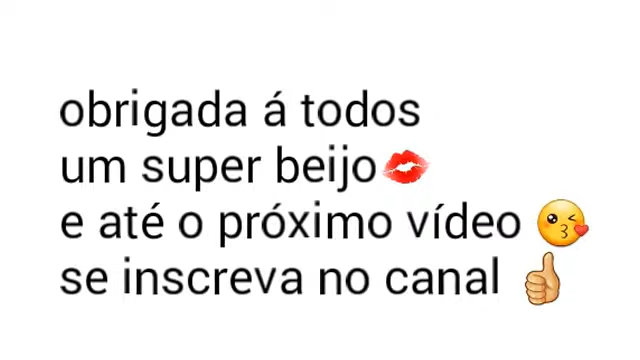 obrigada á todos
um super beijo💋
e até o próximo vídeo 😘
se inscreva no canal 👍